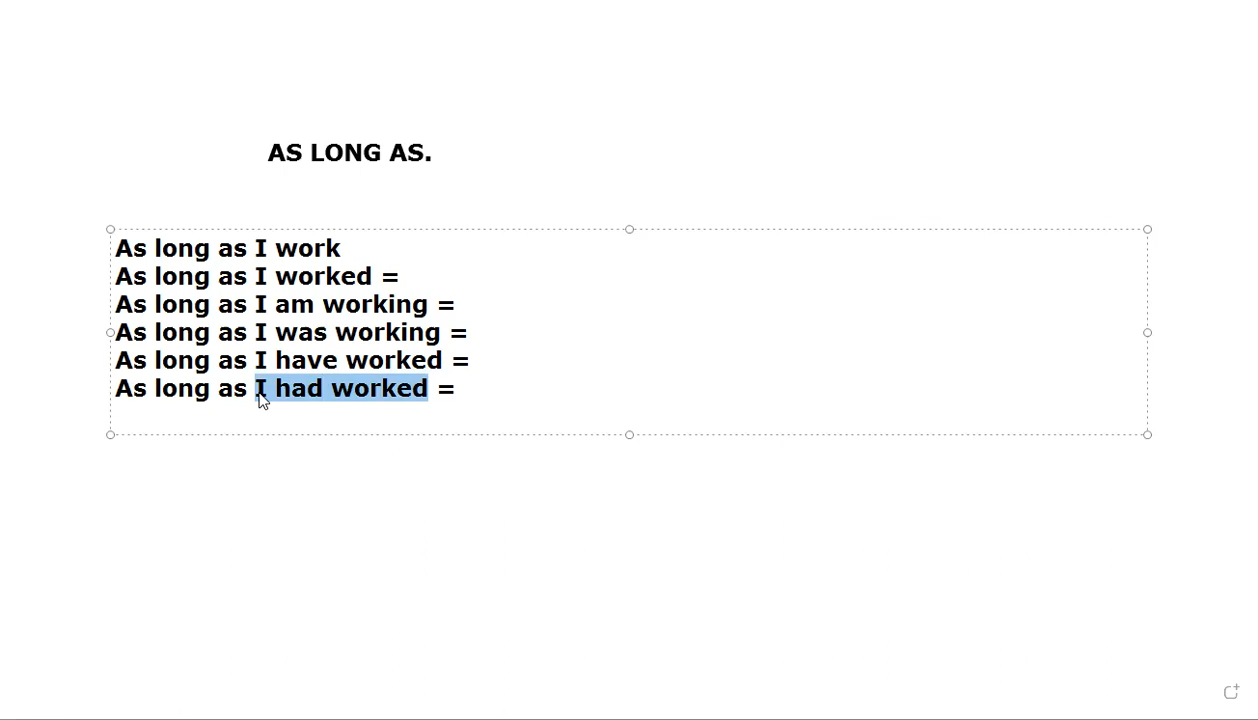 AS LONG AS.
As long as I work
As long as I worked =
As long as I am working =
As long as I was working =
As long as I have worked =
As long as I had worked =